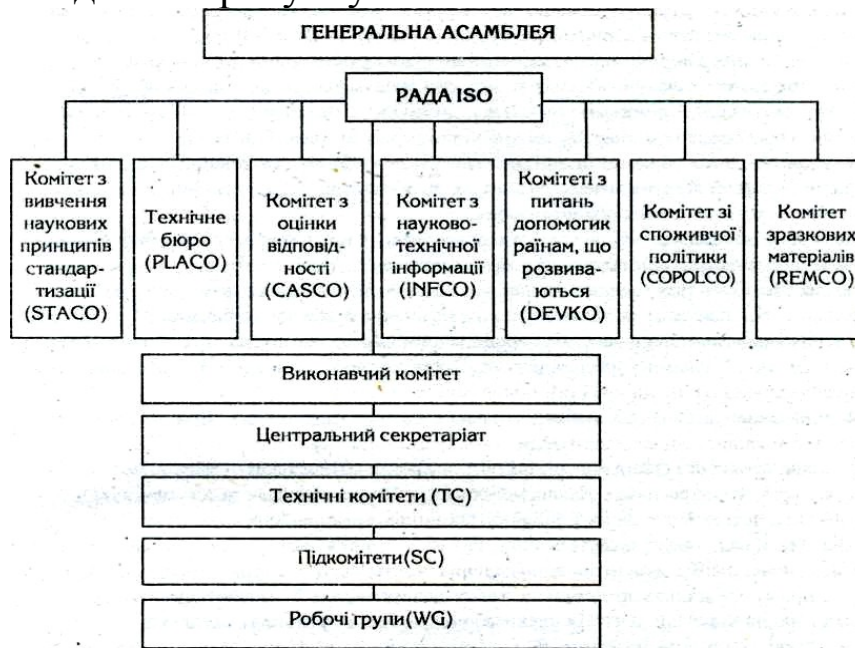 ГЕНЕРАЛЬНА АСАМБЛЕЯ
РАДА ISO
Комітет з
вивчення
наукових
принципів
стандар-
тизації
(STACO)
Технічне
бюро
(PLACO)
Комітет з
оцінки
відповід-
ності
(CASCO)
Комітет
з
науково-
технічної
інформації
(INFCO)
Комітеті з
питань
допомогик
раїнам, що
розвива-
ються
(DEVKO)
Комітет зі
споживчої
політики
(COPOLCO)
Комітет
зразкових
матеріалів
(REMCO)
Виконавчий комітет
Центральний секретаріат
Технічні комітети (ТС)
Підкомітети(SC)
Робочі групи(WG)